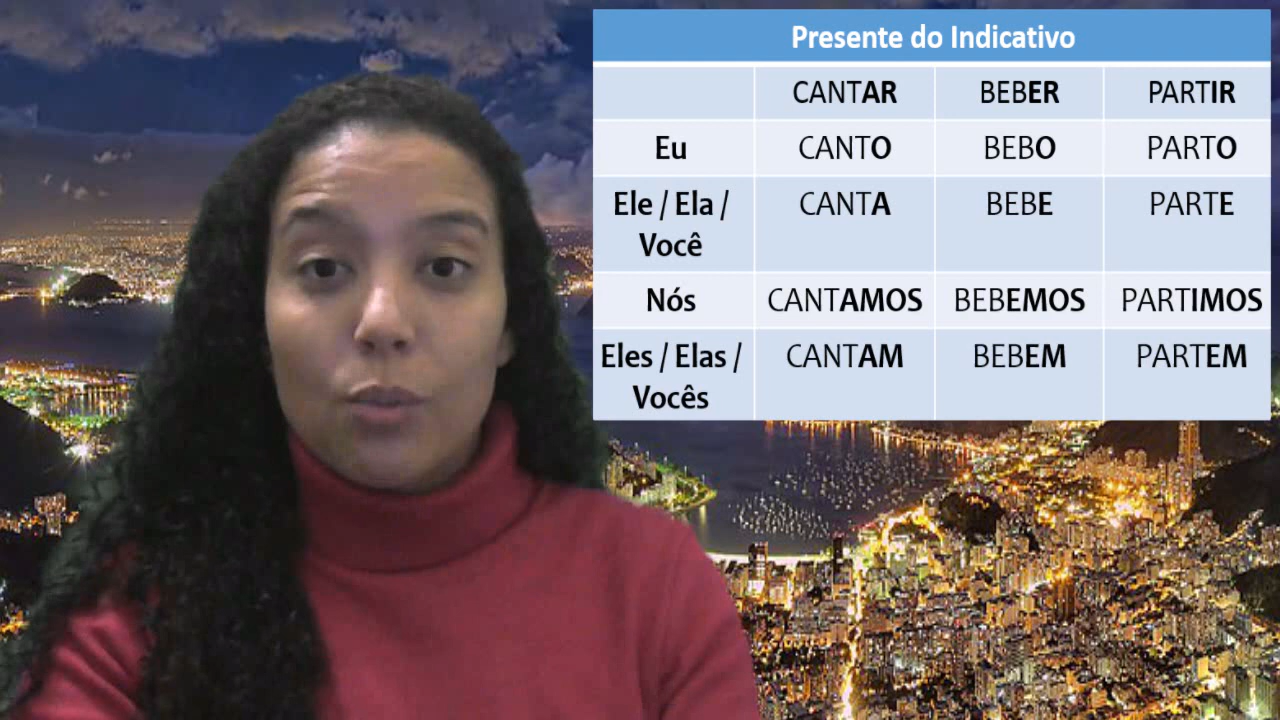 Presente do Indicativo
CANTAR BEBER PARTIR
Eu CANTO BEBO PARTO
Ele / Ela / CANTA BEBE PARTE
Você
Nós CANTAMOS BEBEMOS PARTIMOS
Eles / Elas / CANTAM BEBEM PARTEM
Vocês